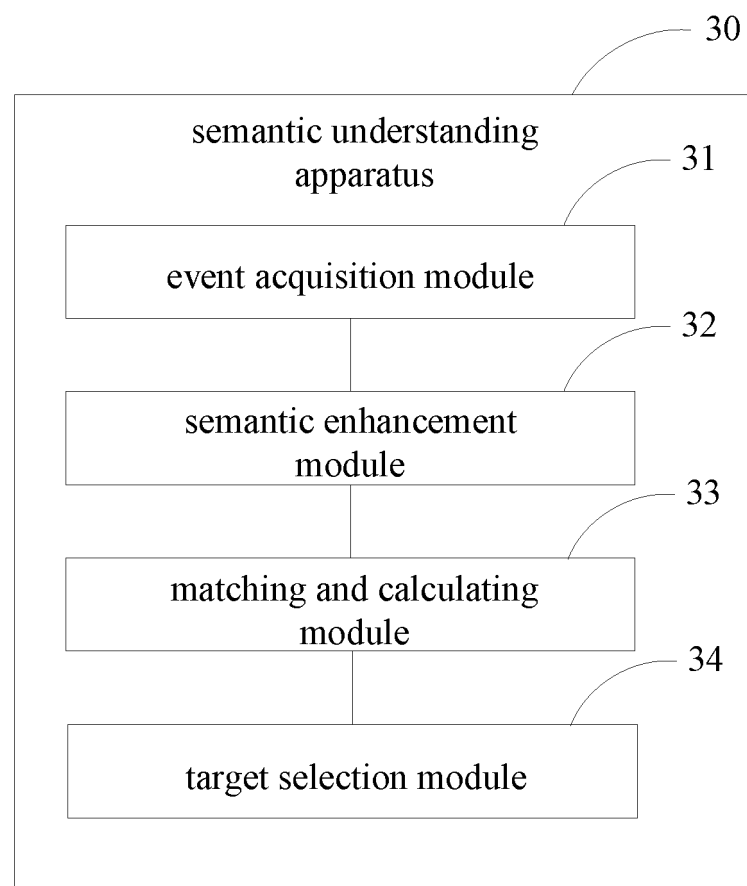 30
semantic understanding
apparatus
31
event acquisition module
32
semantic enhancement
module
33
matching and calculating
module
34
target selection module